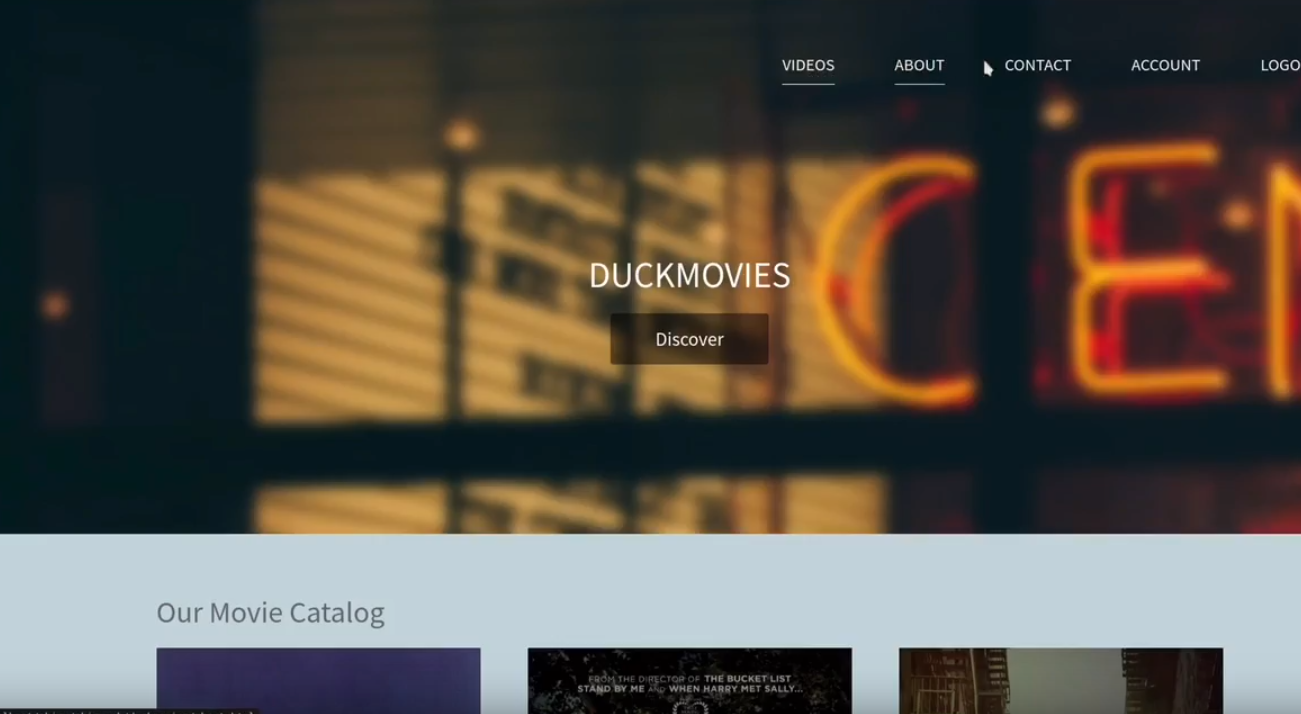 VIDEOS ABOUT CONTACT ACCOUNT LOGO
CEN
DUCKMOVIES
Discover
Our Movie Catalog
FROM THE DIRECTOR OF THE BUCKET LIST
STAND BY ME AND WHEN HARRY MET SALLY...